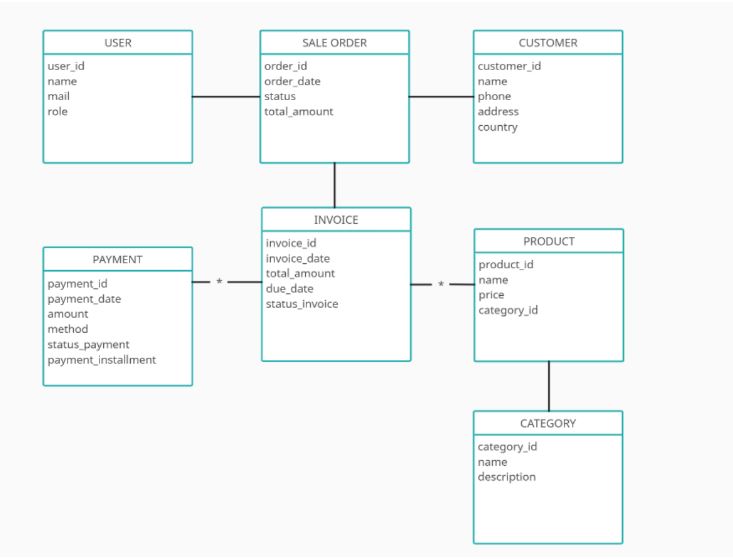 USER
user_id
name
mail
role
SALE ORDER
order_id
order_date
status
total_amount
CUSTOMER
customer_id
name
phone
address
country
PAYMENT
payment_id
payment_date
amount
method
status_payment
payment_installment
*
INVOICE
invoice_id
invoice_date
total_amount
due_date
status_invoice
*
PRODUCT
product_id
name
price
category_id
CATEGORY
category_id
name
description